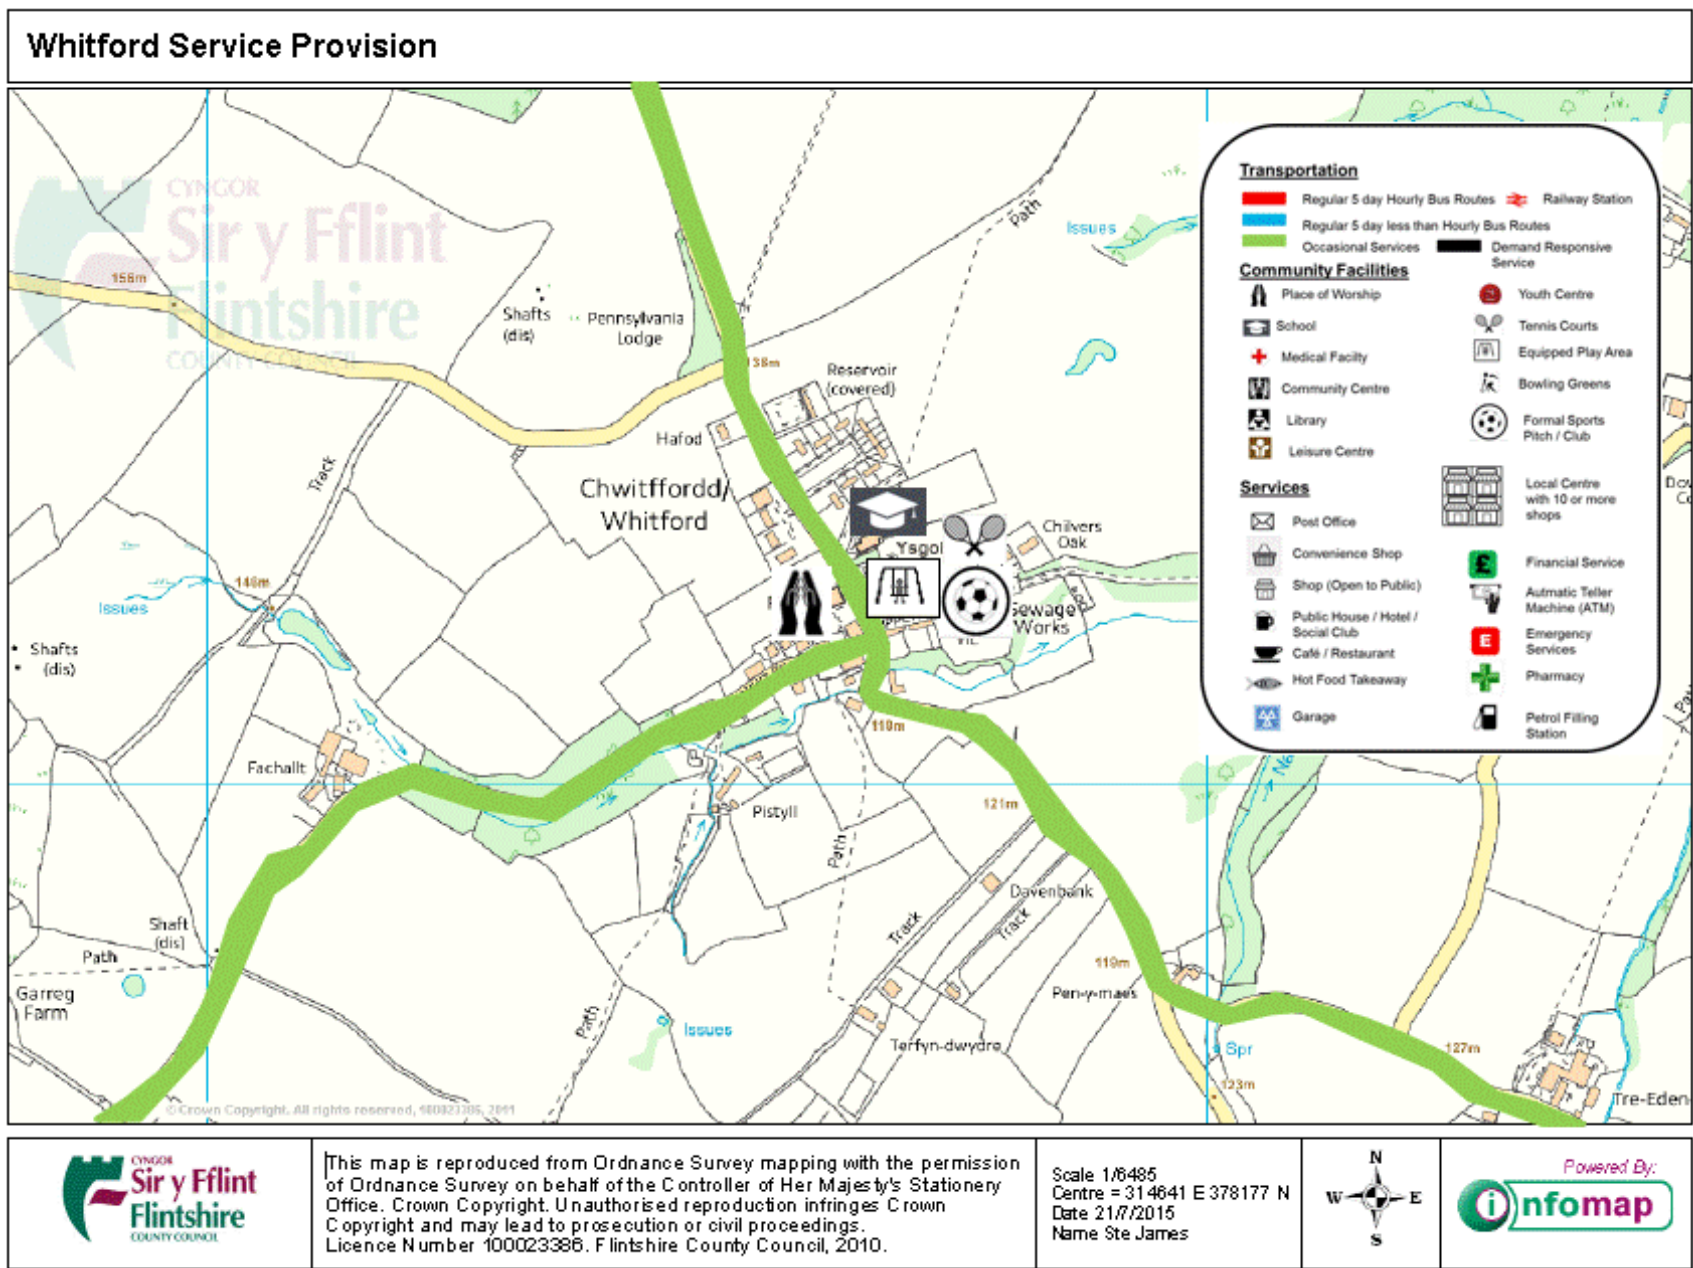 Whitford Service Provision
CYNGOR
Sir y Fflint
Flintshire
COUNTY COUNCIL
156m
Shafts
(dis)
Pennsylvania
Lodge
138m
Path
Issues
Reservoir
(covered)
Hafod
Track
Chwitffordd/
Whitford
Ysgol
Chilvers
Oak
Sewage
Works
146m
Issues
Shafts
(dis)
Fachallt
110m
121m
Pistyll
Path
Davenbank
Track
Track
Shaft
(dis)
Path
Garreg
Farm
Path
Issues
119m
Pen-y-maes
Terfyn-dwydre
Spr
123m
127m
Tre-Eden
© Crown Copyright. All rights reserved, 100023386, 2011
Transportation
Regular 5 day Hourly Bus Routes
Railway Station
Regular 5 day less than Hourly Bus Routes
Occasional Services
Demand Responsive
Service
Community Facilities
Place of Worship
Youth Centre
School
Tennis Courts
Medical Facilty
Equipped Play Area
Community Centre
Bowling Greens
Library
Formal Sports
Pitch / Club
Leisure Centre
Services
Local Centre
with 10 or more
shops
Post Office
Convenience Shop
Financial Service
Shop (Open to Public)
Autmatic Teller
Machine (ATM)
Public House / Hotel /
Social Club
Emergency
Services
Café / Restaurant
Hot Food Takeaway
Pharmacy
Garage
Petrol Filling
Station
CYNGOR
Sir y Fflint
Flintshire
COUNTY COUNCIL
This map is reproduced from Ordnance Survey mapping with the permission
of Ordnance Survey on behalf of the Controller of Her Majesty's Stationery
Office. Crown Copyright. Unauthorised reproduction infringes Crown
Copyright and may lead to prosecution or civil proceedings.
Licence Number 100023386. Flintshire County Council, 2010.
Scale 1/6485
Centre = 314641 E 378177 N
Date 21/7/2015
Name Ste James
N
W E
S
Powered By:
infomap